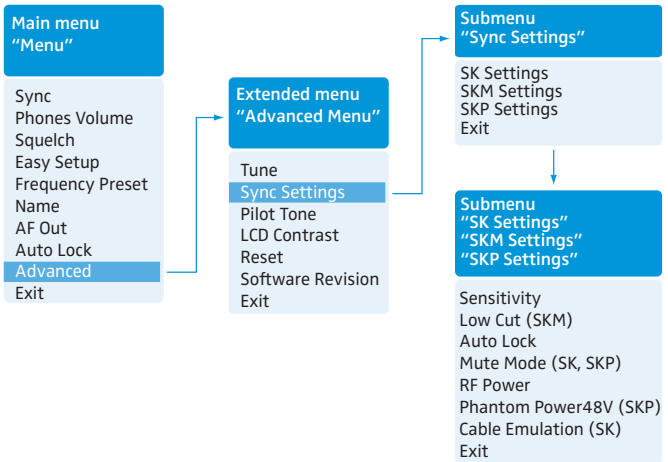 Main menu
“Menu”
Sync
Phones Volume
Squelch
Easy Setup
Frequency Preset
Name
AF Out
Auto Lock
Advanced
Exit
Extended menu
“Advanced Menu”
Tune
Sync Settings
Pilot Tone
LCD Contrast
Reset
Software Revision
Exit
Submenu
“Sync Settings”
SK Settings
SKM Settings
SKP Settings
Exit
Submenu
“SK Settings”
“SKM Settings”
“SKP Settings”
Sensitivity
Low Cut (SKM)
Auto Lock
Mute Mode (SK, SKP)
RF Power
Phantom Power48V (SKP)
Cable Emulation (SK)
Exit